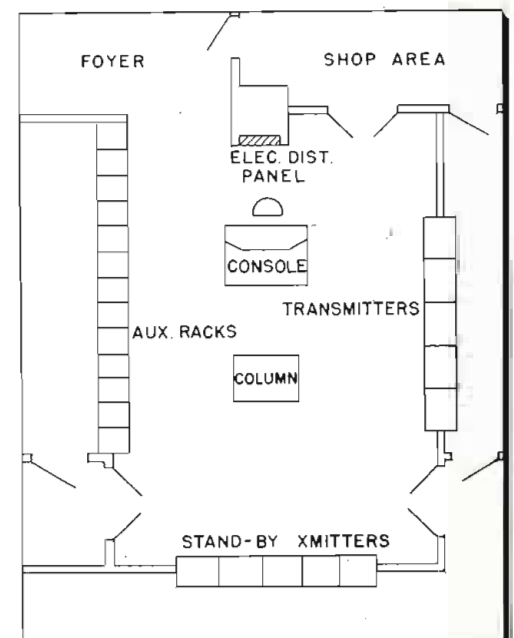 FOYER
SHOP AREA
ELEC. DIST.
PANEL
CONSOLE
TRANSMITTERS
AUX. RACKS
COLUMN
STAND-BY XMITTERS